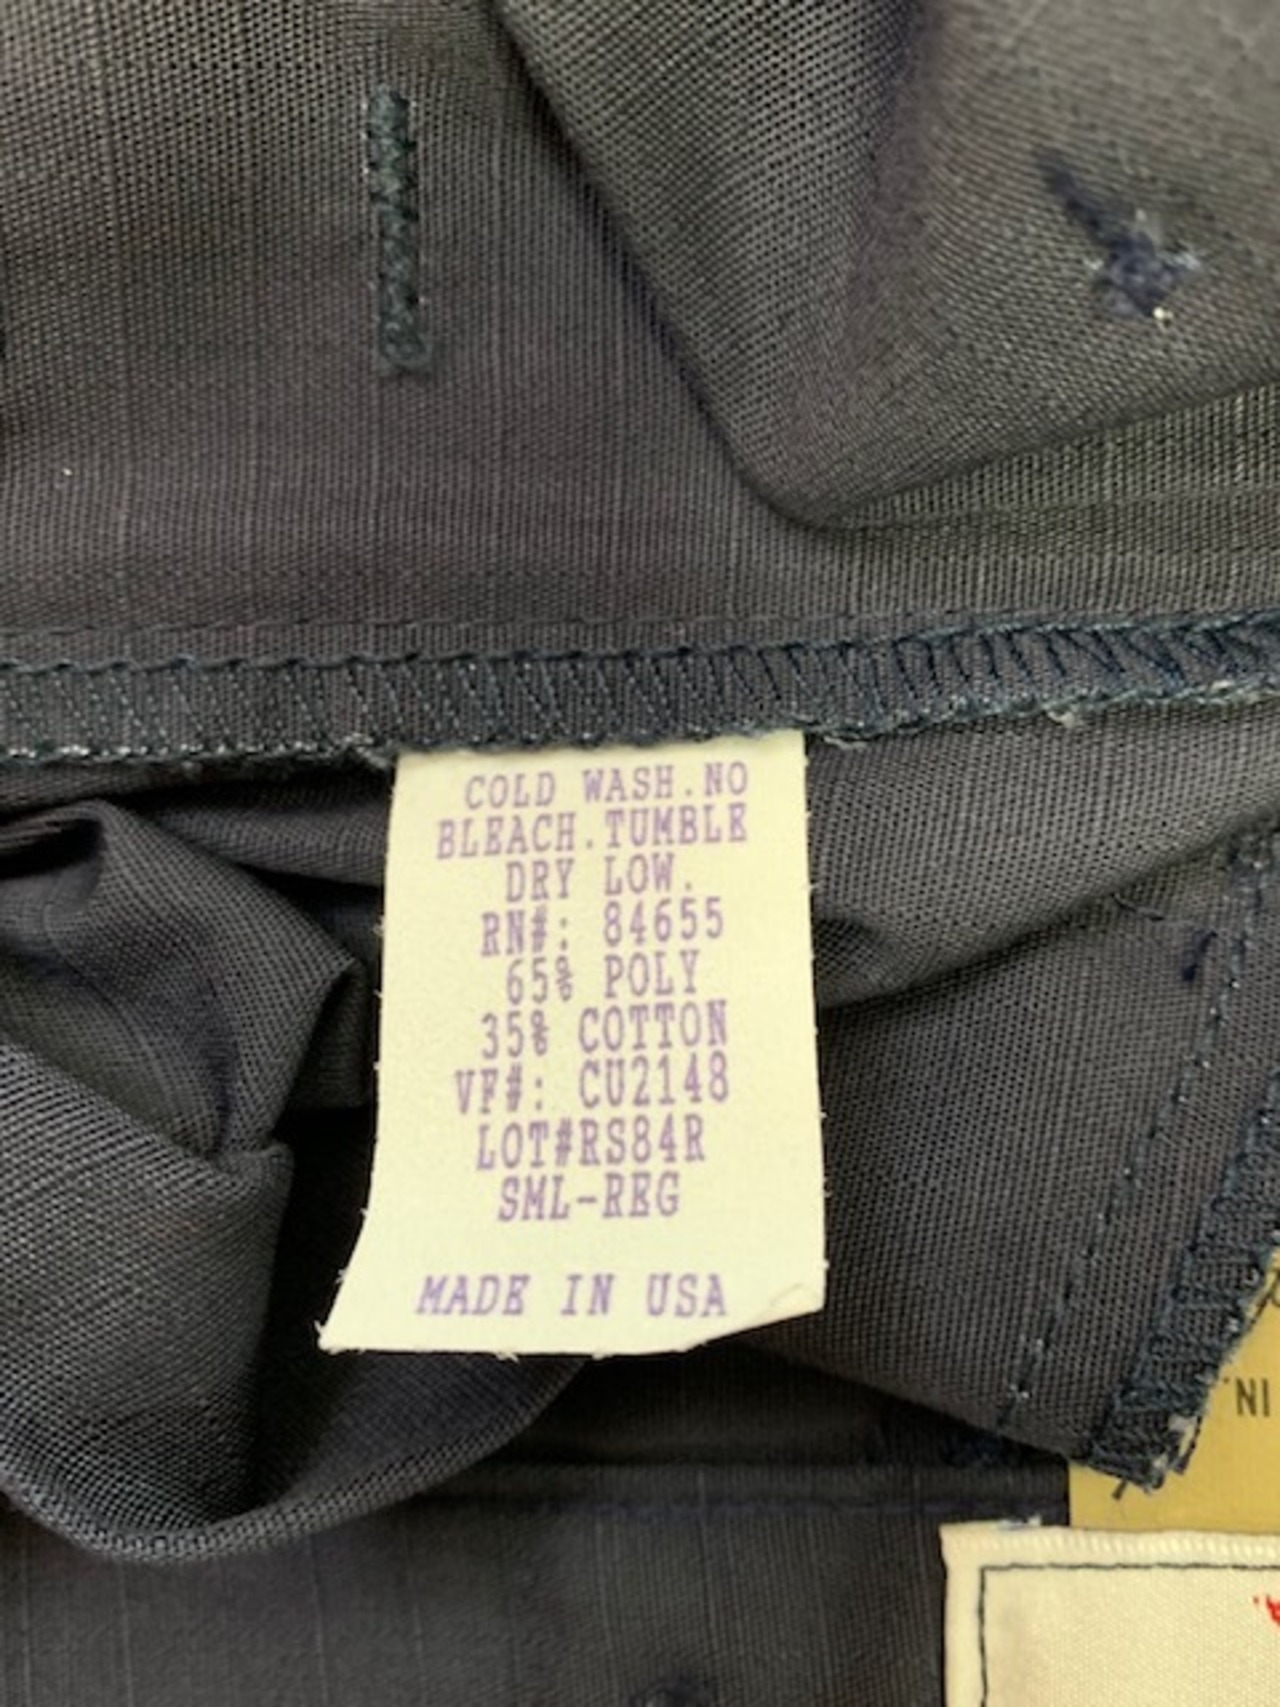 COLD WASH.NO
BLEACH.TUMBLE
DRY LOW.
RN#: 84655
65% POLY
35% COTTON
VF#: CU2148
LOT#RS84R
SML-REG
MADE IN USA
IN.